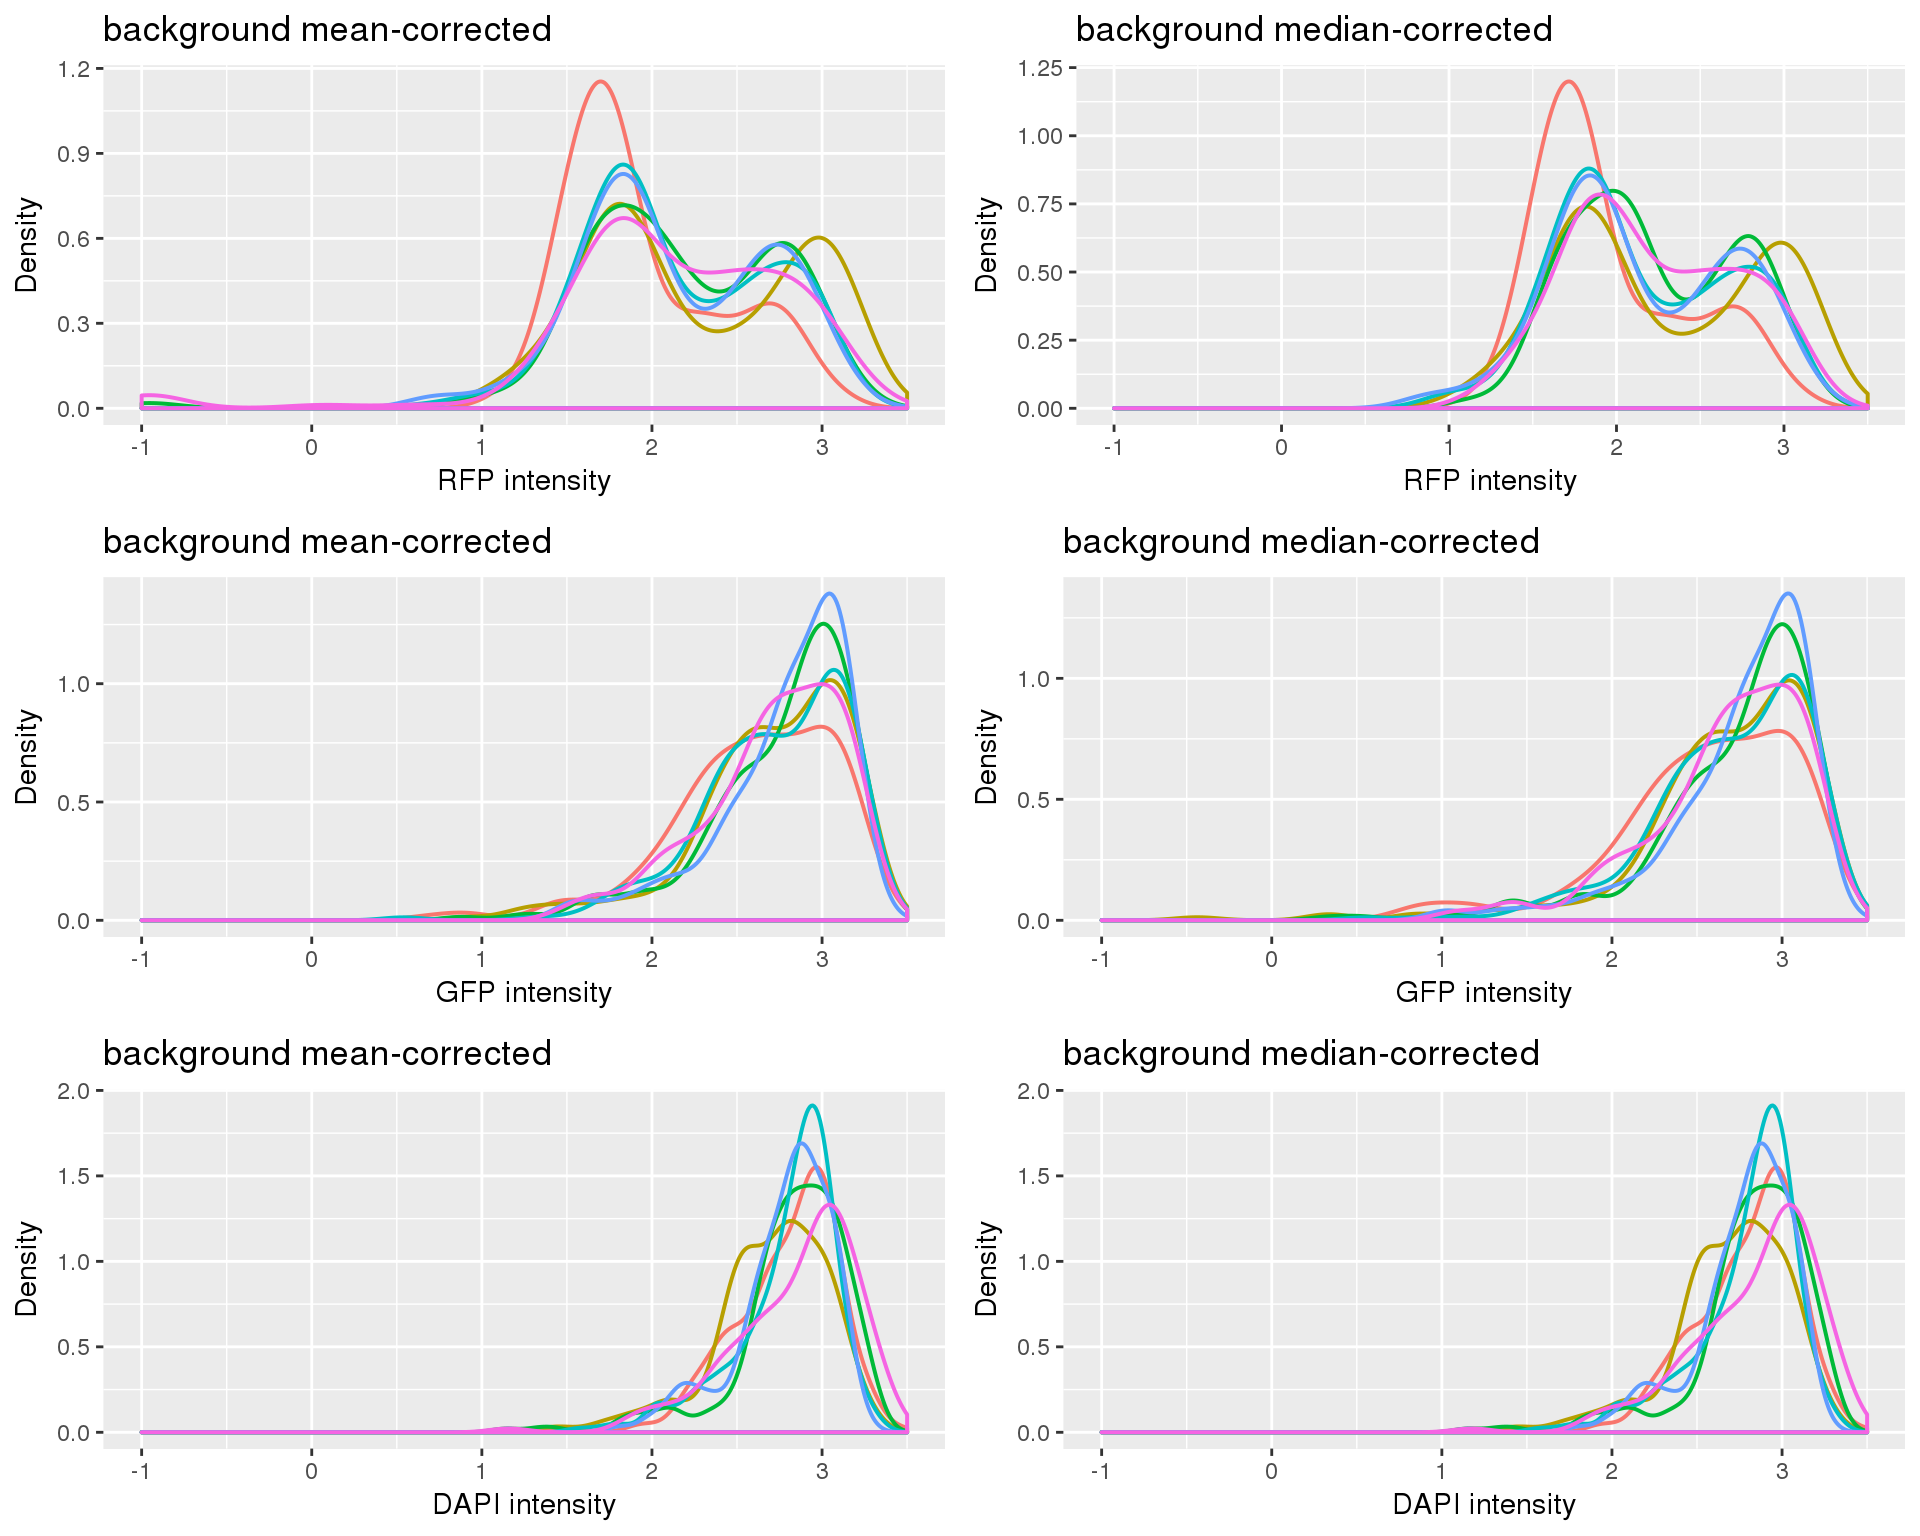 background mean-corrected
1.2
0.9
0.6
0.3
0.0
Density
-1 0 1 2 3
RFP intensity
background median-corrected
1.25
1.00
0.75
0.50
0.25
0.00
Density
-1 0 1 2 3
RFP intensity
background mean-corrected
1.0
0.5
0.0
Density
-1 0 1 2 3
GFP intensity
background median-corrected
1.0
0.5
0.0
Density
-1 0 1 2 3
GFP intensity
background mean-corrected
2.0
1.5
1.0
0.5
0.0
Density
-1 0 1 2 3
DAPI intensity
background median-corrected
2.0
1.5
1.0
0.5
0.0
Density
-1 0 1 2 3
DAPI intensity